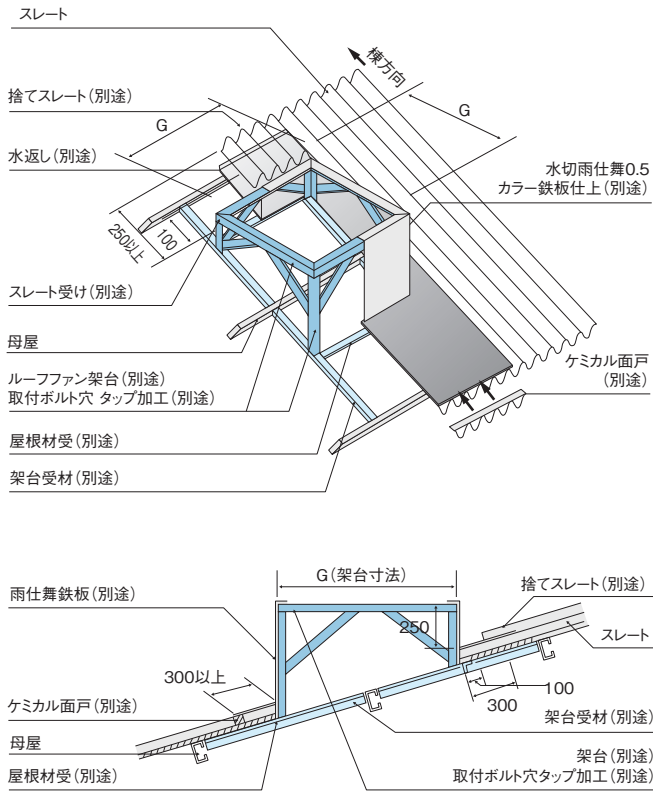 スレート
棟方向
捨てスレート（別途）
G
G
水返し（別途）
水切雨仕舞0.5
カラー鉄板仕上（別途）
250以上
100
スレート受け（別途）
母屋
ケミカル面戸
（別途）
ルーフファン架台（別途）
取付ボルト穴 タップ加工（別途）
屋根材受（別途）
架台受材（別途）
G（架台寸法）
雨仕舞鉄板（別途）
捨てスレート（別途）
250
スレート
300以上
100
300
ケミカル面戸（別途）
架台受材（別途）
母屋
架台（別途）
屋根材受（別途）
取付ボルト穴タップ加工（別途）